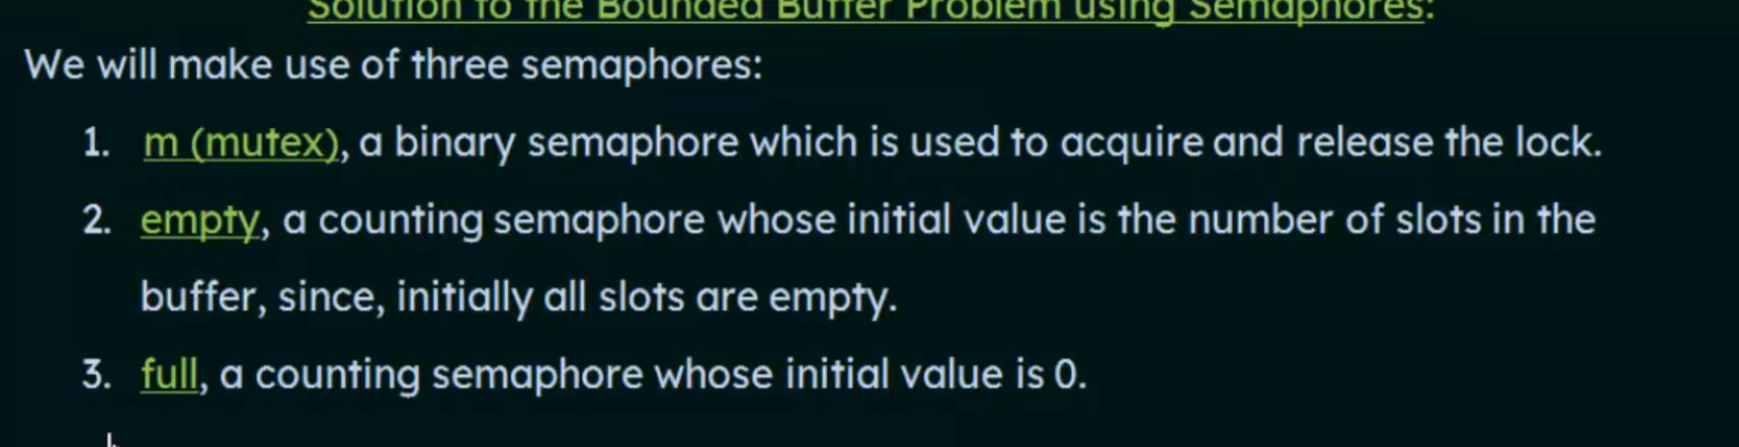 Solution to the Bounded Buffer Problem using Semaphores:
We will make use of three semaphores:
1. m (mutex), a binary semaphore which is used to acquire and release the lock.
2. empty, a counting semaphore whose initial value is the number of slots in the
buffer, since, initially all slots are empty.
3. full, a counting semaphore whose initial value is 0.